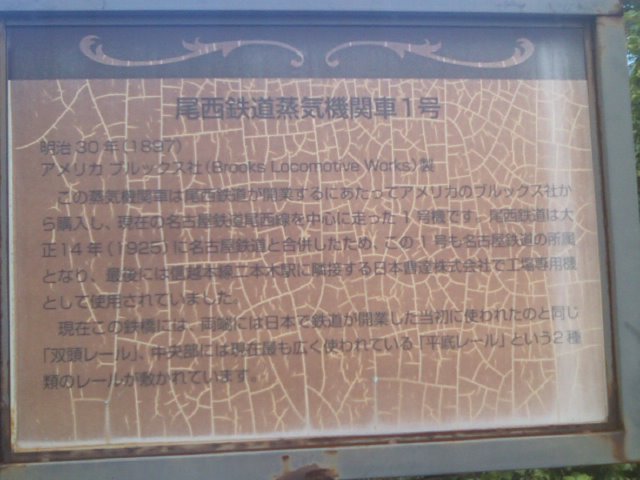 尾西鉄道蒸気機関車1号
明治30年(1897)
アメリカ ブルックス社(Brooks Locomotive Works)製
この蒸気機関車は尾西鉄道が開業するにあたってアメリカのブルックス社か
ら購入し、現在の名古屋鉄道尾西線を中心に走った1号機です。尾西鉄道は大
正14年(1925)に名古屋鉄道と合併したため、この1号も名古屋鉄道の所属
となり、最後には信越本線二本木駅に隣接する日本曹達株式会社で工場専用機
として使用されていました。
現在この鉄橋には、両端には日本で鉄道が開業した当初に使われたのと同じ
「双頭レール」、中央部には現在最も広く使われている「平底レール」という2種
類のレールが敷かれています。